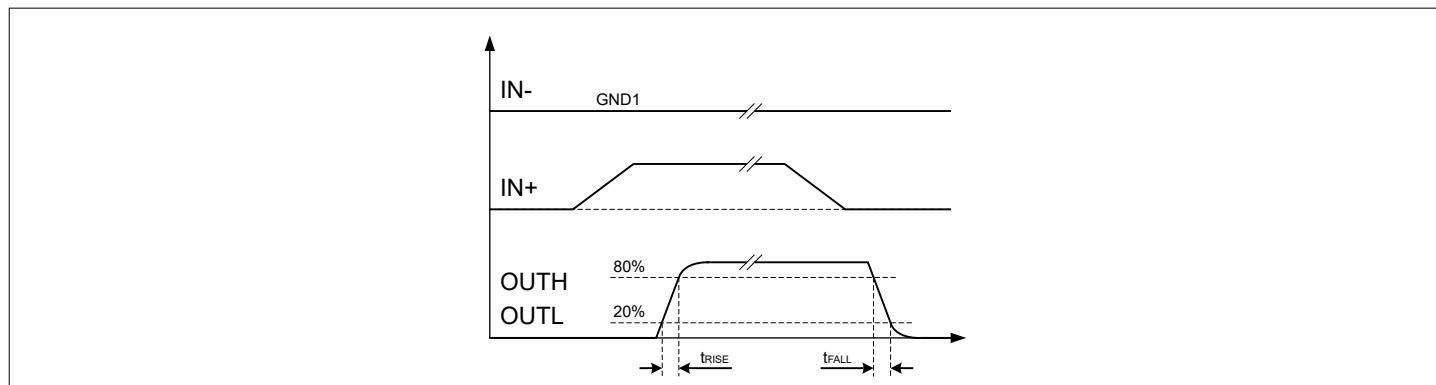 IN-
GND1
IN+
80%
OUTH
20%
OUTL
tRISE
tFALL